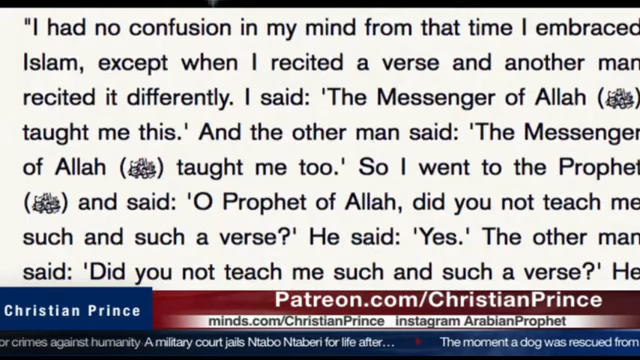 "I had no confusion in my mind from that time I embraced
Islam, except when I recited a verse and another man
recited it differently. I said: 'The Messenger of Allah (ﷺ)
taught me this.' And the other man said: 'The Messenger
of Allah (ﷺ) taught me too.' So I went to the Prophet
(ﷺ) and said: 'O Prophet of Allah, did you not teach me
such and such a verse?' He said: 'Yes.' The other man
said: 'Did you not teach me such and such a verse?' He
Christian Prince
Patreon.com/ChristianPrince
minds.com/ChristianPrince instagram ArabianProphet
or crimes against humanity A military court jails Ntabo Ntaberi for life after... The moment a dog was rescued from